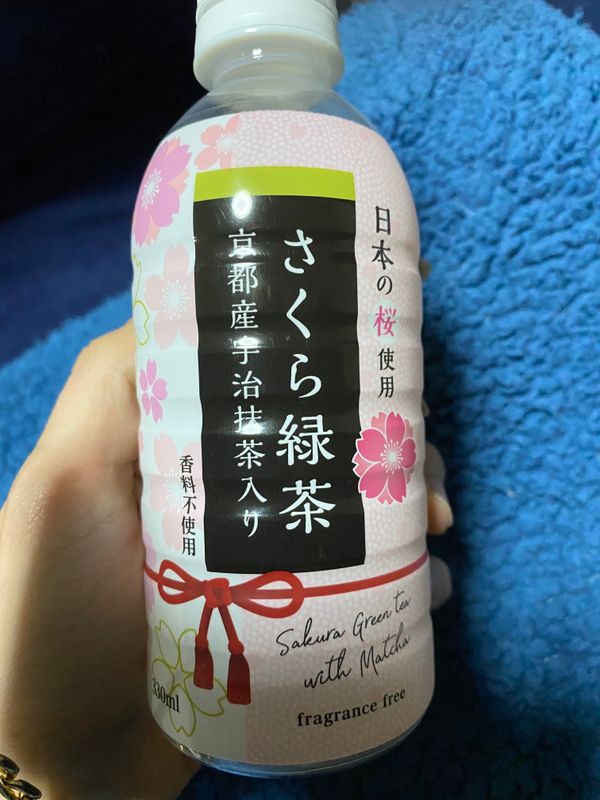 日本の桜使用
さくら緑茶
京都産宇治抹茶入り
香料不使用
Sakura Green tea
with Matcha
fragrance free
330ml